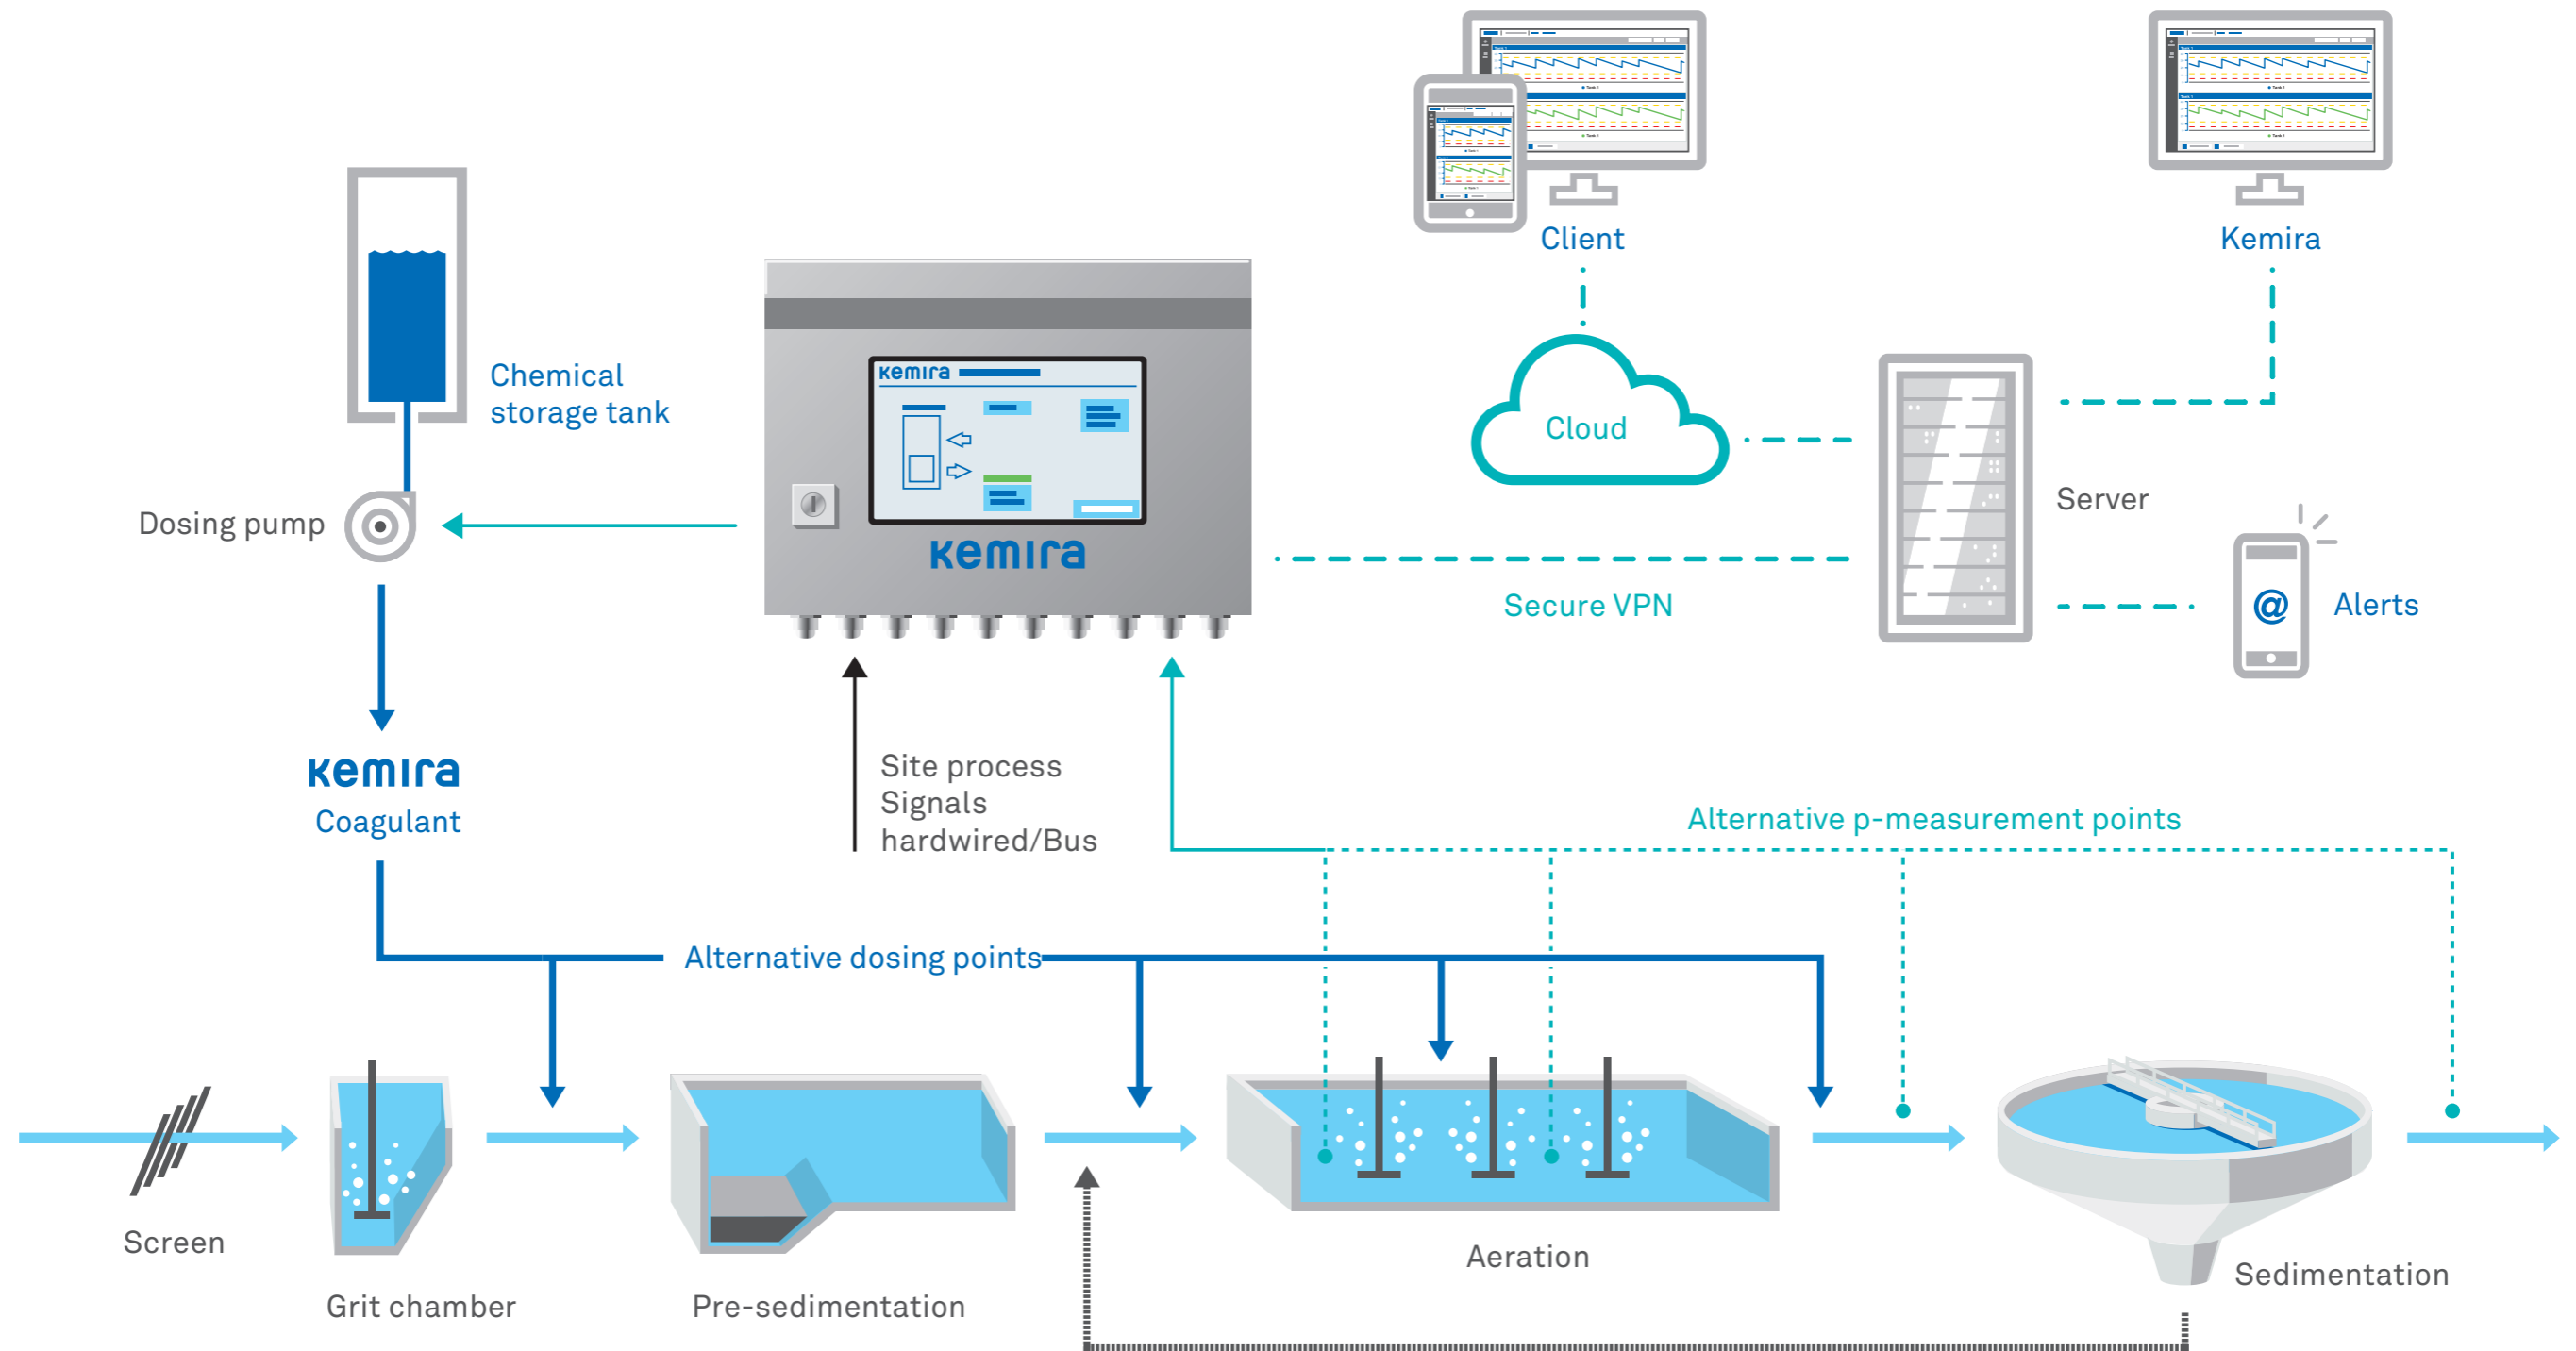 Client
Kemira
Chemical
storage tank
kemira
Cloud
Server
Dosing pump
kemira
Secure VPN
@
Alerts
kemira
Coagulant
Site process
Signals
hardwired/Bus
Alternative p-measurement points
Alternative dosing points
Screen
Grit chamber
Pre-sedimentation
Aeration
Sedimentation